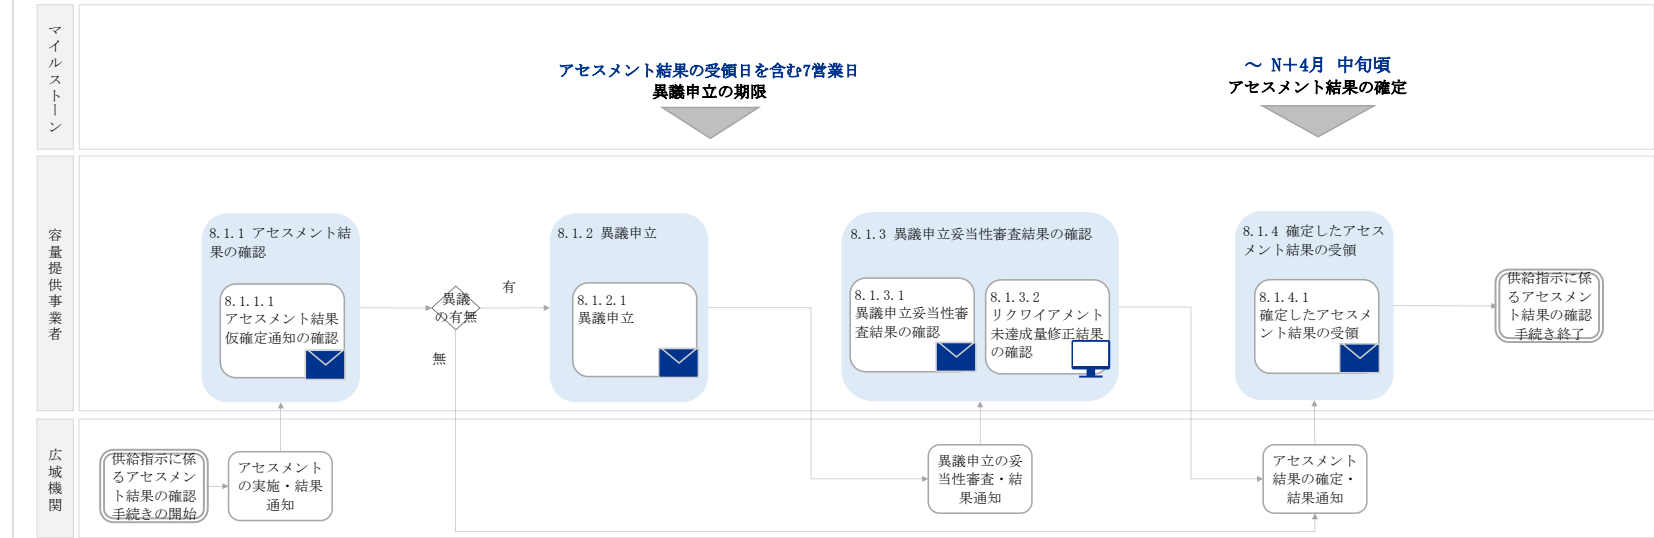 マイルストーン
アセスメント結果の受領日を含む7営業日
異議申立の期限
～ N＋4月 中旬頃
アセスメント結果の確定
容量提供事業者
8.1.1 アセスメント結
果の確認
8.1.1.1
アセスメント結果
仮確定通知の確認
異議
の有無
有
無
8.1.2 異議申立
8.1.2.1
異議申立
8.1.3 異議申立妥当性審査結果の確認
8.1.3.1
異議申立妥当性審
査結果の確認
8.1.3.2
リクワイアメント
未達成量修正結果
の確認
8.1.4 確定したアセス
メント結果の受領
8.1.4.1
確定したアセスメ
ント結果の受領
供給指示に係
るアセスメン
ト結果の確認
手続き終了
広域機関
供給指示に係
るアセスメン
ト結果の確認
手続きの開始
アセスメント
の実施・結果
通知
異議申立の妥
当性審査・結
果通知
アセスメント
結果の確定・
結果通知